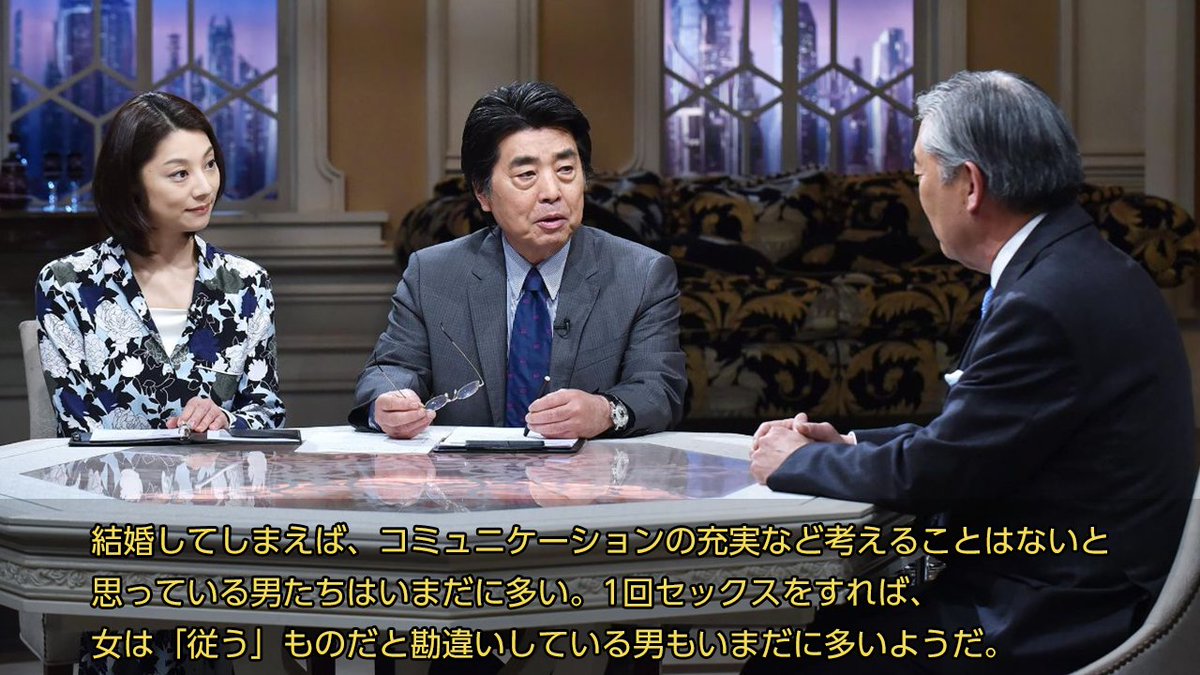 結婚してしまえば、コミュニケーションの充実など考えることはないと
思っている男たちはいまだに多い。1回セックスをすれば、
女は「従う」ものだと勘違いしている男もいまだに多いようだ。